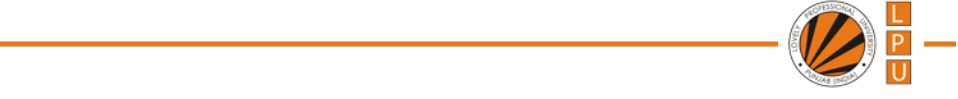 LOVELY PROFESSIONAL UNIVERSITY
PUNJAB (INDIA)
L
P
U